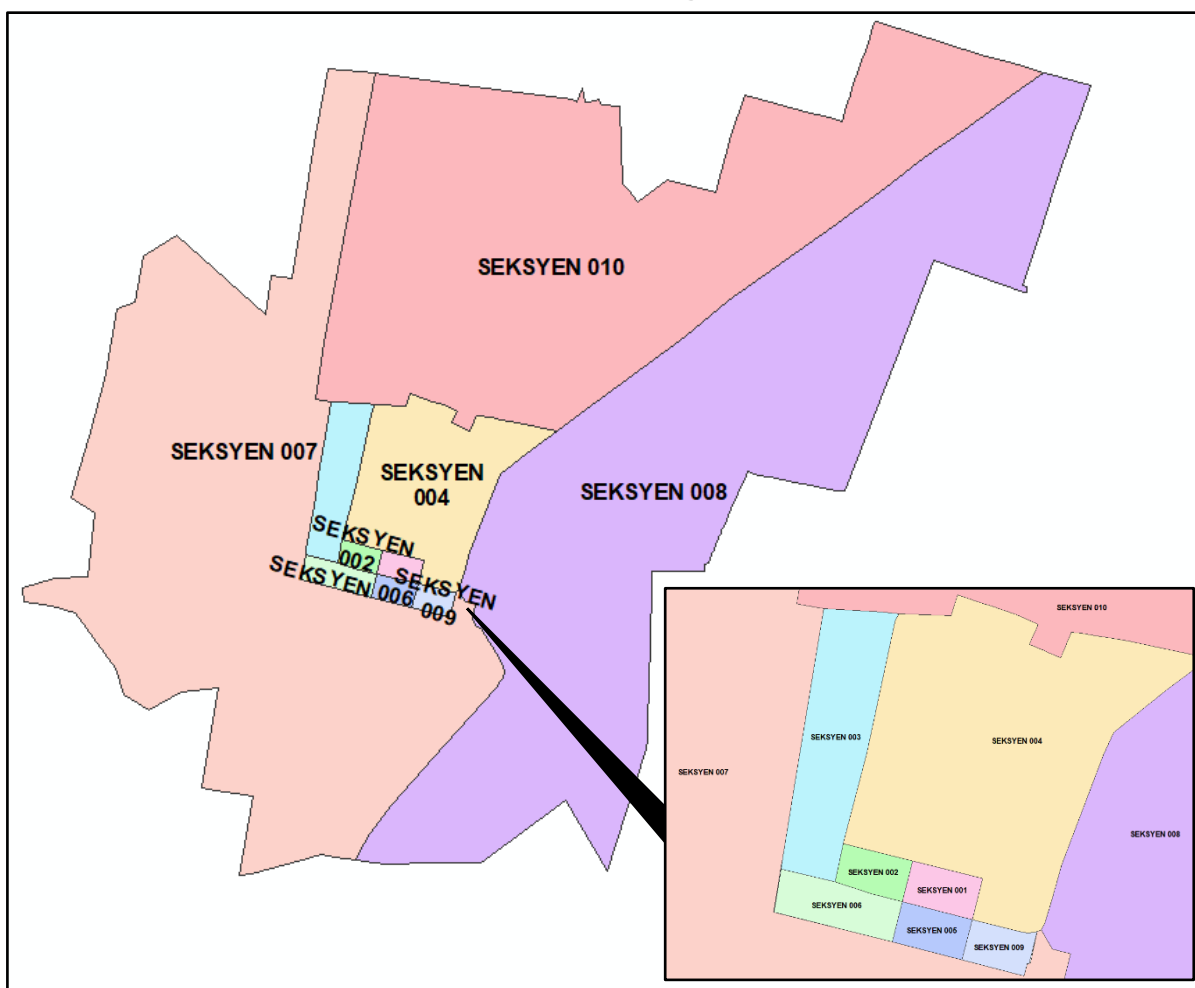 SEKSYEN 010
SEKSYEN 007
SEKSYEN
004
SEKSYEN 008
SEKSYEN
002
SEKSYEN
006
SEKSYEN
009
SEKSYEN 010
SEKSYEN 003
SEKSYEN 004
SEKSYEN 007
SEKSYEN 008
SEKSYEN 002
SEKSYEN 001
SEKSYEN 006
SEKSYEN 005
SEKSYEN 009